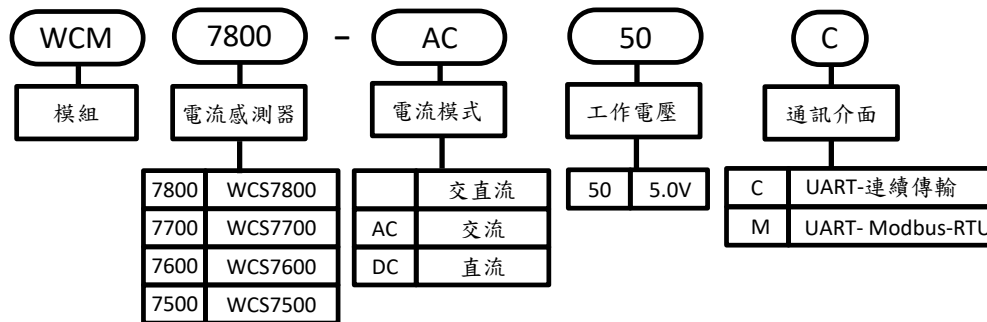 WCM 7800 - AC 50 C
模組 電流感測器 電流模式 工作電壓 通訊介面
7800 WCS7800 交直流 50 5.0V C UART-連續傳輸
7700 WCS7700 AC 交流 M UART- Modbus-RTU
7600 WCS7600 DC 直流
7500 WCS7500